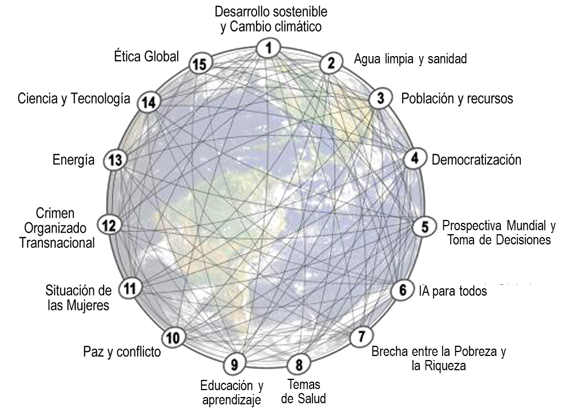 Desarrollo sostenible
y Cambio climático
1
2
Agua limpia y sanidad
3
Población y recursos
4
Democratización
5
Prospectiva Mundial y
Toma de Decisiones
6
IA para todos
7
Brecha entre la Pobreza y
la Riqueza
8
Temas
de Salud
9
Educación y
aprendizaje
10
Paz y conflicto
11
Situación de
las Mujeres
12
Crimen
Organizado
Transnacional
13
Energía
14
Ciencia y Tecnología
15
Ética Global